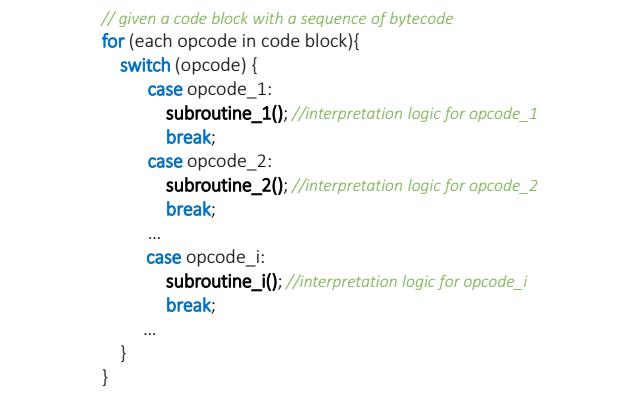 // given a code block with a sequence of bytecode
for (each opcode in code block){
switch (opcode) {
case opcode_1:
subroutine_1(); //interpretation logic for opcode_1
break;
case opcode_2:
subroutine_2(); //interpretation logic for opcode_2
break;
...
case opcode_i:
subroutine_i(); //interpretation logic for opcode_i
break;
...
}
}